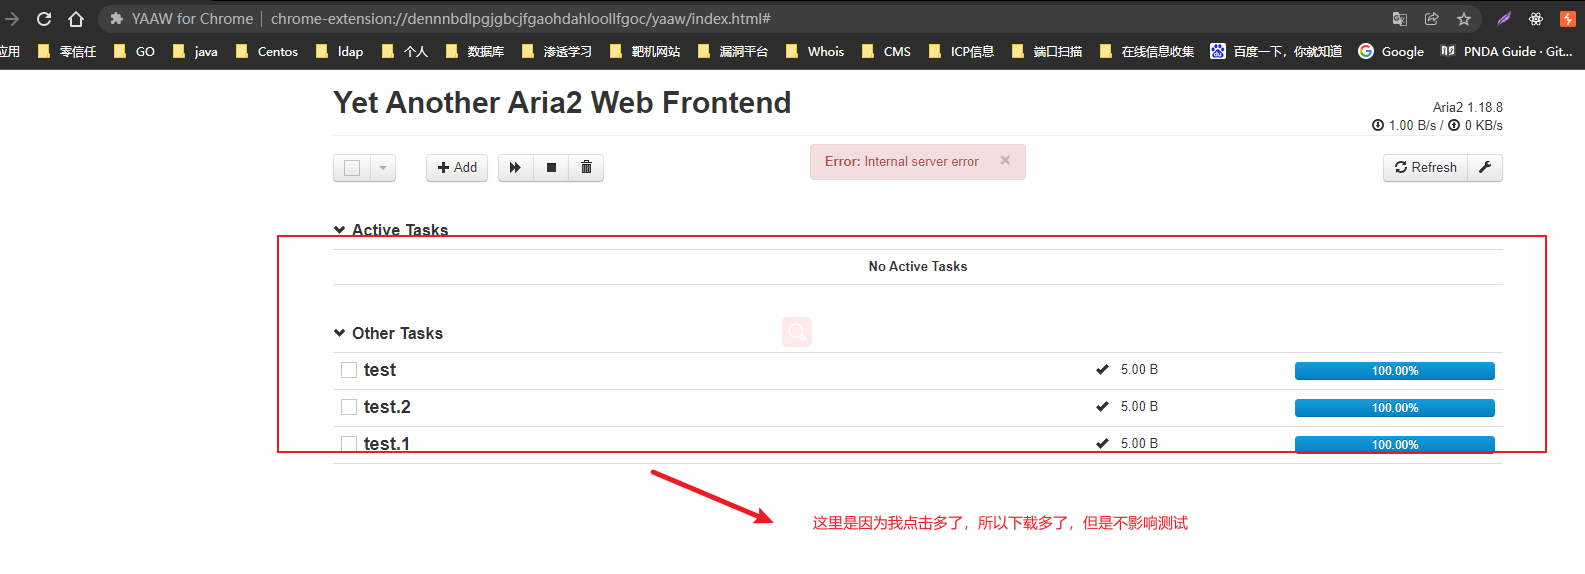 YAAW for Chrome | chrome-extension://dennnbdlpgjgbcjfgaohdahloollfgoc/yaaw/index.html#
应用 零信任 GO java Centos ldap 个人 数据库 渗透学习 靶机网站 漏洞平台 Whois CMS ICP信息 端口扫描 在线信息收集 百度一下，你就知道 Google PNDA Guide · Git...
Yet Another Aria2 Web Frontend
Aria2 1.18.8
1.00 B/s / 0 KB/s
Add
Error: Internal server error ×
Refresh
Active Tasks
No Active Tasks
Other Tasks
test 5.00 B 100.00%
test.2 5.00 B 100.00%
test.1 5.00 B 100.00%
这里是因为我点击多了，所以下载多了，但是不影响测试